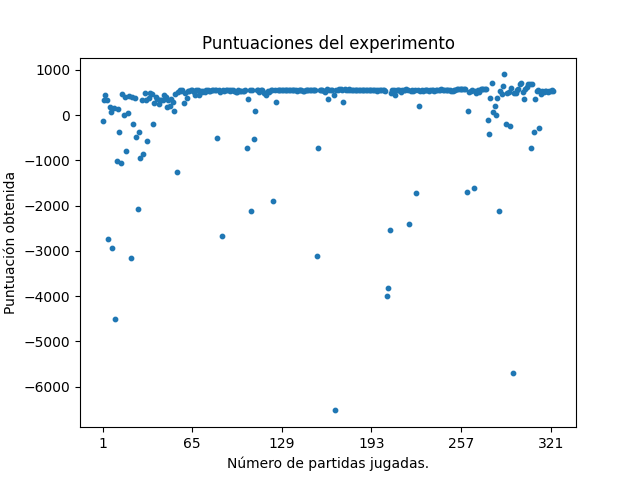 Puntuaciones del experimento
Puntuación obtenida
1000
0
−1000
−2000
−3000
−4000
−5000
−6000
1 65 129 193 257 321
Número de partidas jugadas.